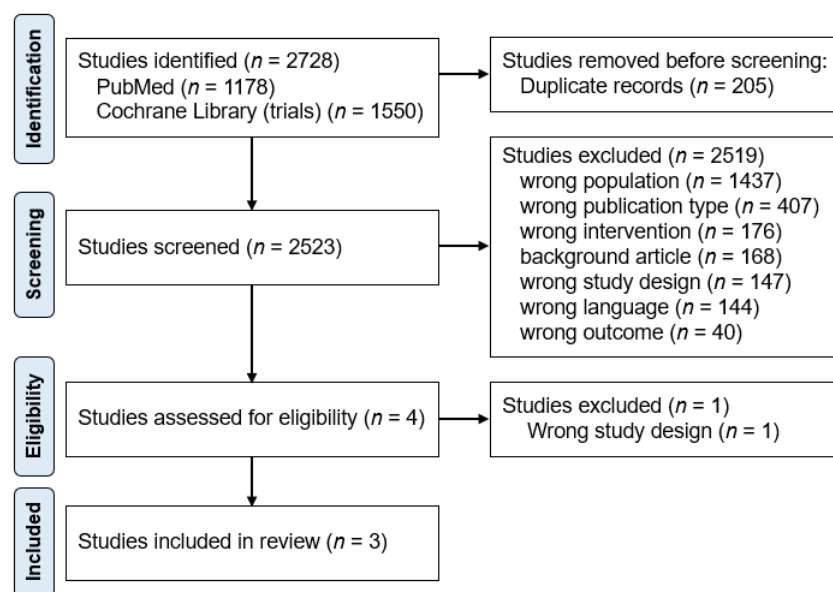 Identification
Studies identified (n = 2728)
PubMed (n = 1178)
Cochrane Library (trials) (n = 1550)
Studies removed before screening:
Duplicate records (n = 205)
Screening
Studies screened (n = 2523)
Studies excluded (n = 2519)
wrong population (n = 1437)
wrong publication type (n = 407)
wrong intervention (n = 176)
background article (n = 168)
wrong study design (n = 147)
wrong language (n = 144)
wrong outcome (n = 40)
Eligibility
Studies assessed for eligibility (n = 4)
Studies excluded (n = 1)
Wrong study design (n = 1)
Included
Studies included in review (n = 3)